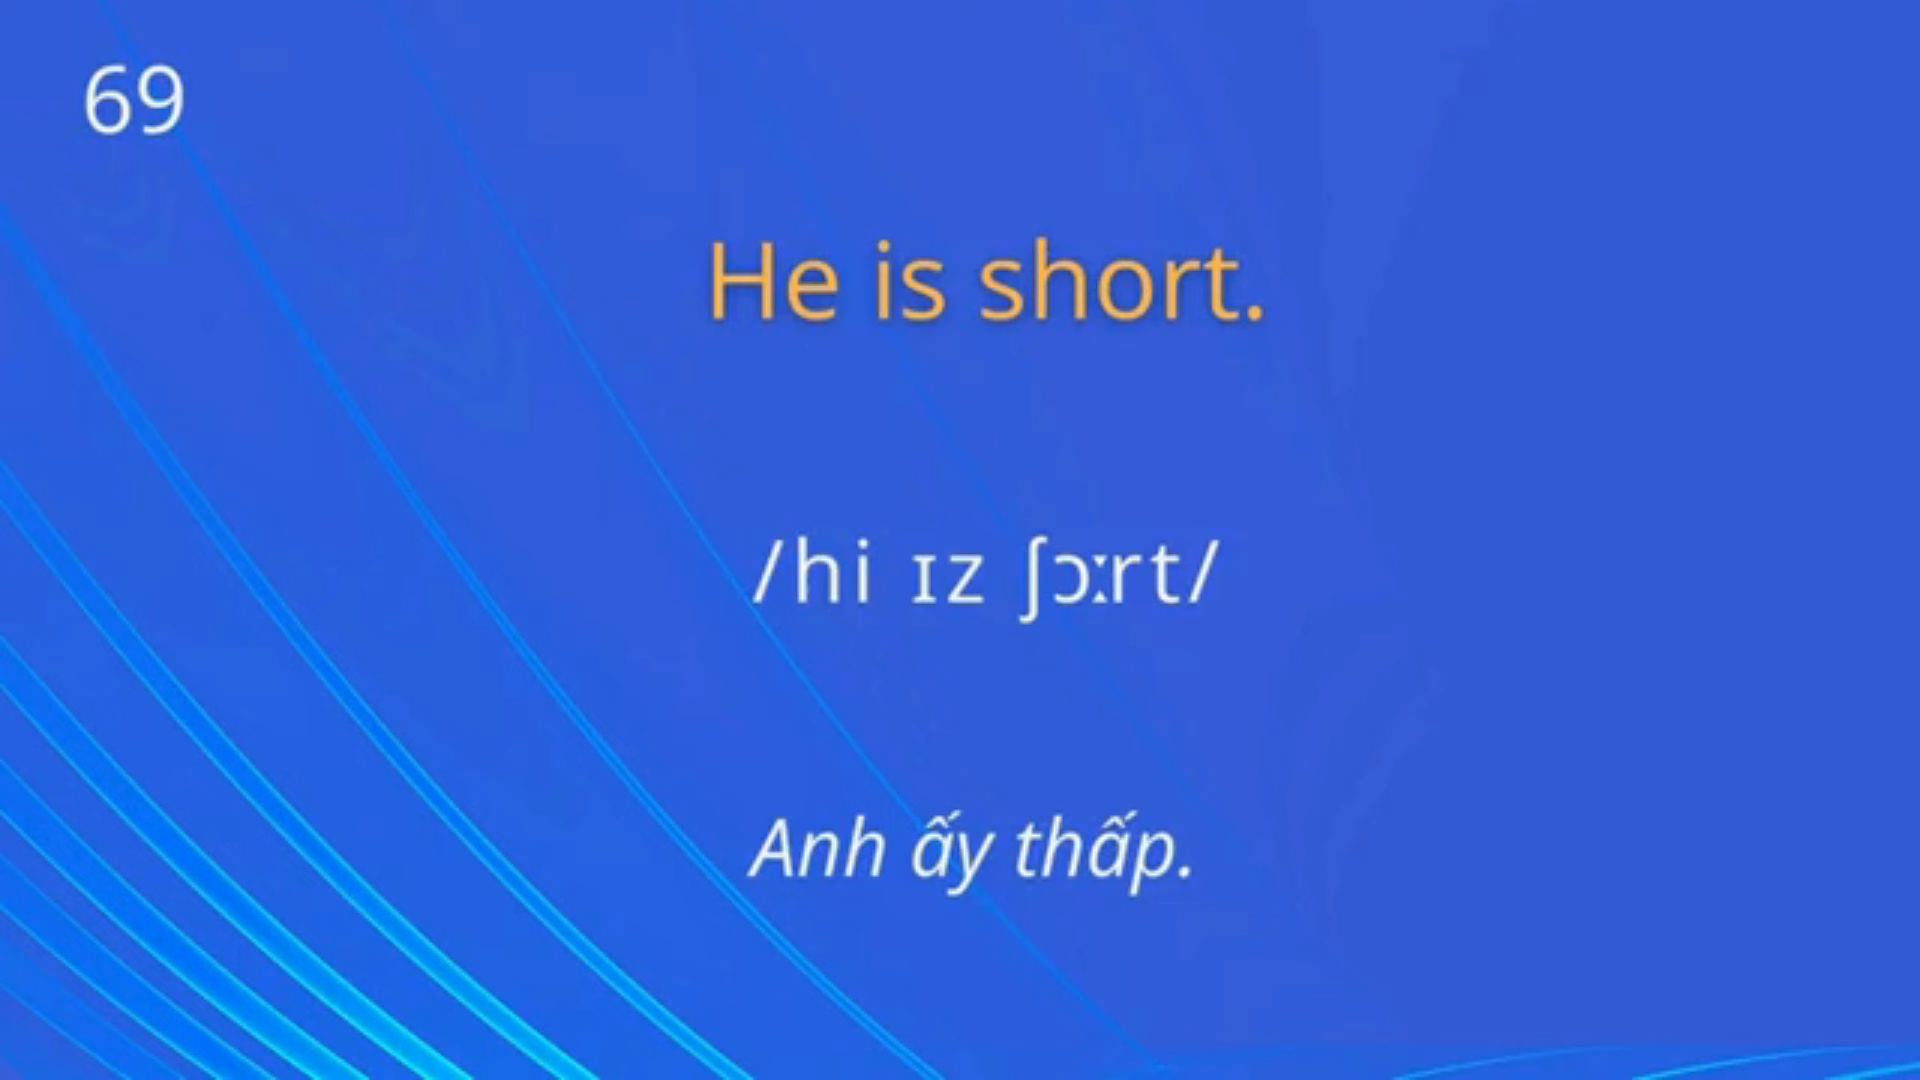 69
He is short.
/hi ɪz ʃɔːrt/
Anh ấy thấp.